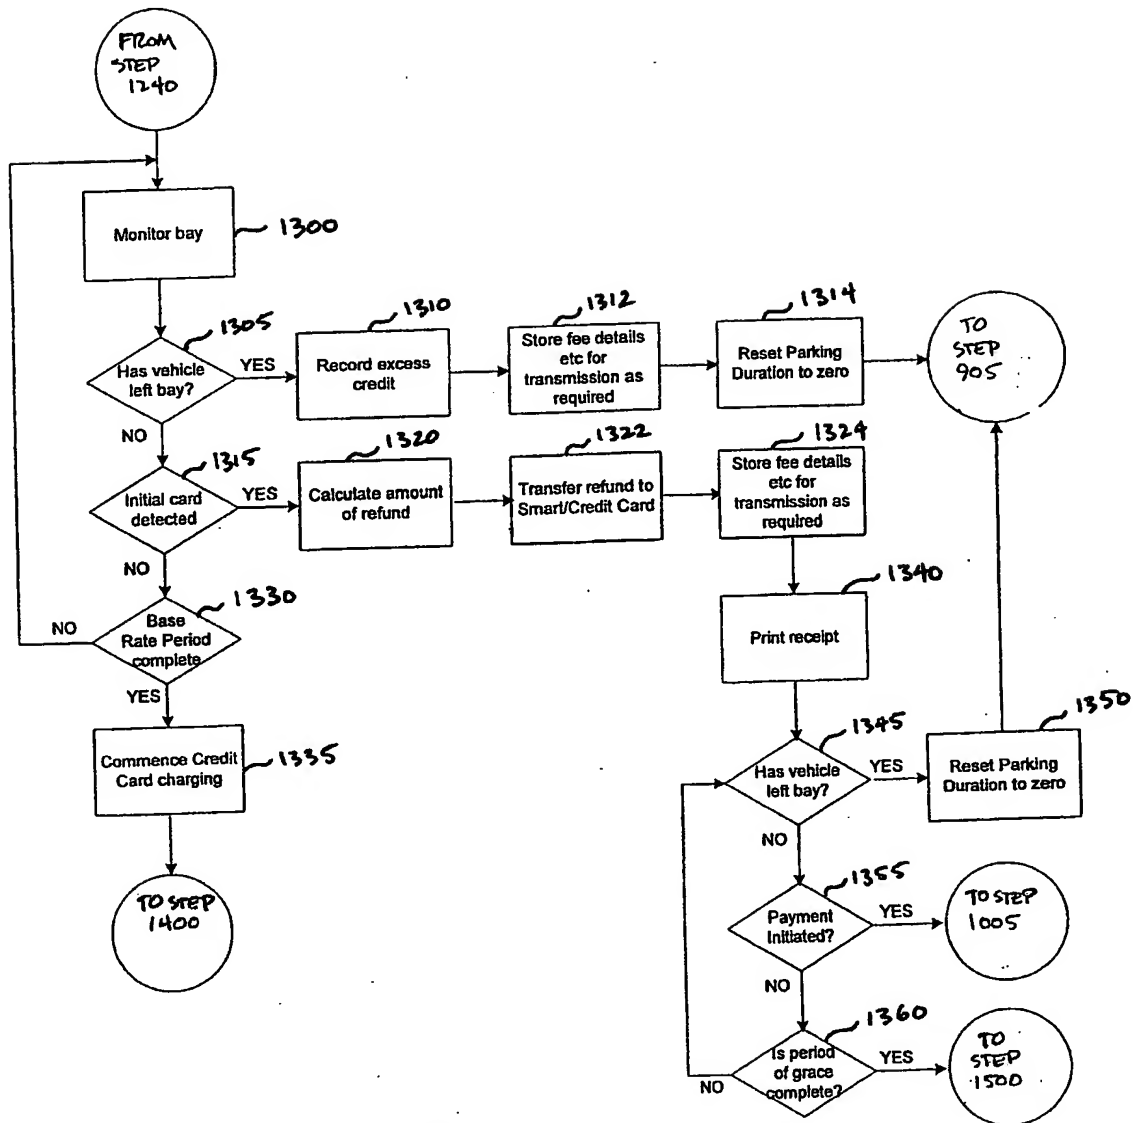 FROM
STEP
1240
Monitor bay
1300
1305
Has vehicle
left bay?
YES
NO
1310
Record excess
credit
1312
Store fee details
etc for
transmission as
required
1314
Reset Parking
Duration to zero
TO
STEP
905
1315
Initial card
detected
YES
NO
1320
Calculate amount
of refund
1322
Transfer refund to
Smart/Credit Card
1324
Store fee details
etc for
transmission as
required
1330
Base
Rate Period
complete
NO
YES
1340
Print receipt
1335
Commence Credit
Card charging
1345
Has vehicle
left bay?
YES
NO
1350
Reset Parking
Duration to zero
TO STEP
1400
1355
Payment
Initiated?
YES
NO
TO STEP
1005
1360
Is period
of grace
complete?
YES
NO
TO
STEP
1500